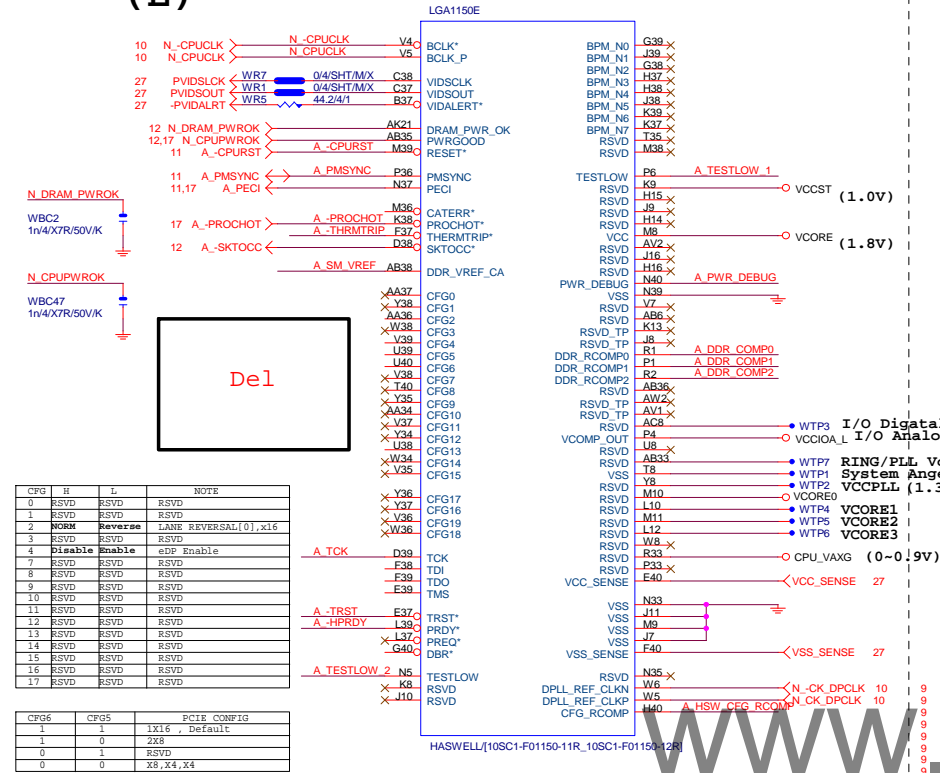 (E)
LGA1150E
10 N_-CPUCLK N_-CPUCLK V4 BCLK*
10 N_CPUCLK N_CPUCLK V5 BCLK_P
27 PVIDSLCK WR7 0/4/SHT/M/X C38 VIDSCLK
27 PVIDSOUT WR1 0/4/SHT/M/X C37 VIDSOUT
27 -PVIDALRT WR5 44.2/4/1 B37 VIDALERT*
12 N_DRAM_PWROK AK21 DRAM_PWR_OK
12,17 N_CPUPWROK AB35 PWRGOOD
11 A_-CPURST A_-CPURST M39 RESET*
11 A_PMSYNC A_PMSYNC P36 PMSYNC
11,17 A_PECI N37 PECI
M36 CATERR*
17 A_-PROCHOT A_-PROCHOT K38 PROCHOT*
A_-THRMTRIP F37 THERMTRIP*
12 A_-SKTOCC D38 SKTOCC*
A_SM_VREF AB38 DDR_VREF_CA
N_DRAM_PWROK
WBC2
1n/4/X7R/50V/K
N_CPUPWROK
WBC47
1n/4/X7R/50V/K
Del
AA37 CFG0
Y38 CFG1
AA36 CFG2
W38 CFG3
V39 CFG4
U39 CFG5
U40 CFG6
V38 CFG7
T40 CFG8
Y35 CFG9
AA34 CFG10
V37 CFG11
Y34 CFG12
U38 CFG13
W34 CFG14
V35 CFG15
Y36 CFG17
Y37 CFG16
V36 CFG19
W36 CFG18
A_TCK D39 TCK
F38 TDI
F39 TDO
E39 TMS
A_-TRST E37 TRST*
A_-HPRDY L39 PRDY*
L37 PREQ*
G40 DBR*
A_TESTLOW_2 N5 TESTLOW
K8 RSVD
J10 RSVD
BPM_N0 G39
BPM_N1 J39
BPM_N2 G38
BPM_N3 H37
BPM_N4 H38
BPM_N5 J38
BPM_N6 K39
BPM_N7 K37
RSVD T35
RSVD M38
TESTLOW P6 A_TESTLOW_1
RSVD K9 VCCST (1.0V)
RSVD H15
RSVD J9
RSVD H14
VCC M8 VCORE (1.8V)
RSVD AV2
RSVD J16
RSVD H16
PWR_DEBUG N40 A_PWR_DEBUG
VSS N39
RSVD V7
RSVD AB6
RSVD_TP K13
RSVD_TP J8
DDR_RCOMP0 R1 A_DDR_COMP0
DDR_RCOMP1 P1 A_DDR_COMP1
DDR_RCOMP2 R2 A_DDR_COMP2
RSVD AB36
RSVD_TP AW2
RSVD_TP AV1
RSVD AC8 WTP3 I/O Digatal
VCOMP_OUT P4 VCCIOA_L I/O Analo
RSVD U8
RSVD AB33 WTP7 RING/PLL Vo
VSS T8 WTP1 System Ange
RSVD Y8 WTP2 VCCPLL (1.3
RSVD M10 VCORE0
RSVD L10 WTP4 VCORE1
RSVD M11 WTP5 VCORE2
RSVD L12 WTP6 VCORE3
RSVD W8
RSVD R33 CPU_VAXG (0~0.9V)
RSVD P33
VCC_SENSE E40 VCC_SENSE 27
VSS N33
VSS J11
VSS M9
VSS J7
VSS_SENSE F40 VSS_SENSE 27
RSVD N35
DPLL_REF_CLKN W6 N_-CK_DPCLK 10
DPLL_REF_CLKP W5 N_CK_DPCLK 10
CFG_RCOMP H40 A_HSW_CFG_RCOMP
HASWELL/[10SC1-F01150-11R_10SC1-F01150-12R]
CFG H L NOTE
0 RSVD RSVD RSVD
1 RSVD RSVD RSVD
2 NORM Reverse LANE REVERSAL[0],x16
3 RSVD RSVD RSVD
4 Disable Enable eDP Enable
7 RSVD RSVD RSVD
8 RSVD RSVD RSVD
9 RSVD RSVD RSVD
10 RSVD RSVD RSVD
11 RSVD RSVD RSVD
12 RSVD RSVD RSVD
13 RSVD RSVD RSVD
14 RSVD RSVD RSVD
15 RSVD RSVD RSVD
16 RSVD RSVD RSVD
17 RSVD RSVD RSVD
CFG6 CFG5 PCIE CONFIG
1 1 1X16 , Default
1 0 2X8
0 1 RSVD
0 0 X8,X4,X4
9
9
9
9
9
9
9
9
www.